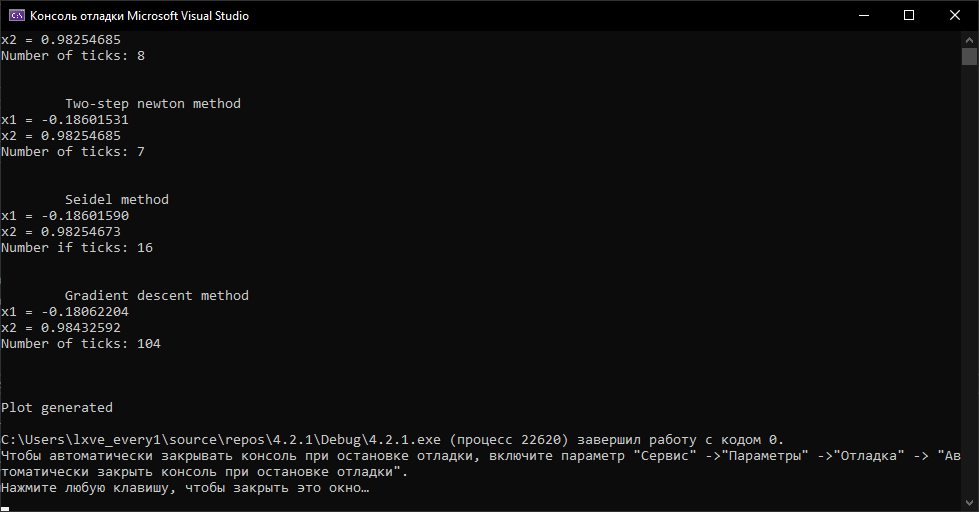 Консоль отладки Microsoft Visual Studio
x2 = 0.98254685
Number of ticks: 8
Two-step newton method
x1 = -0.18601531
x2 = 0.98254685
Number of ticks: 7
Seidel method
x1 = -0.18601590
x2 = 0.98254673
Number if ticks: 16
Gradient descent method
x1 = -0.18062204
x2 = 0.98432592
Number of ticks: 104
Plot generated
C:\Users\lxve_every1\source\repos\4.2.1\Debug\4.2.1.exe (процесс 22620) завершил работу с кодом 0.
Чтобы автоматически закрывать консоль при остановке отладки, включите параметр "Сервис" ->"Параметры" ->"Отладка" -> "Ав
томатически закрыть консоль при остановке отладки".
Нажмите любую клавишу, чтобы закрыть это окно…